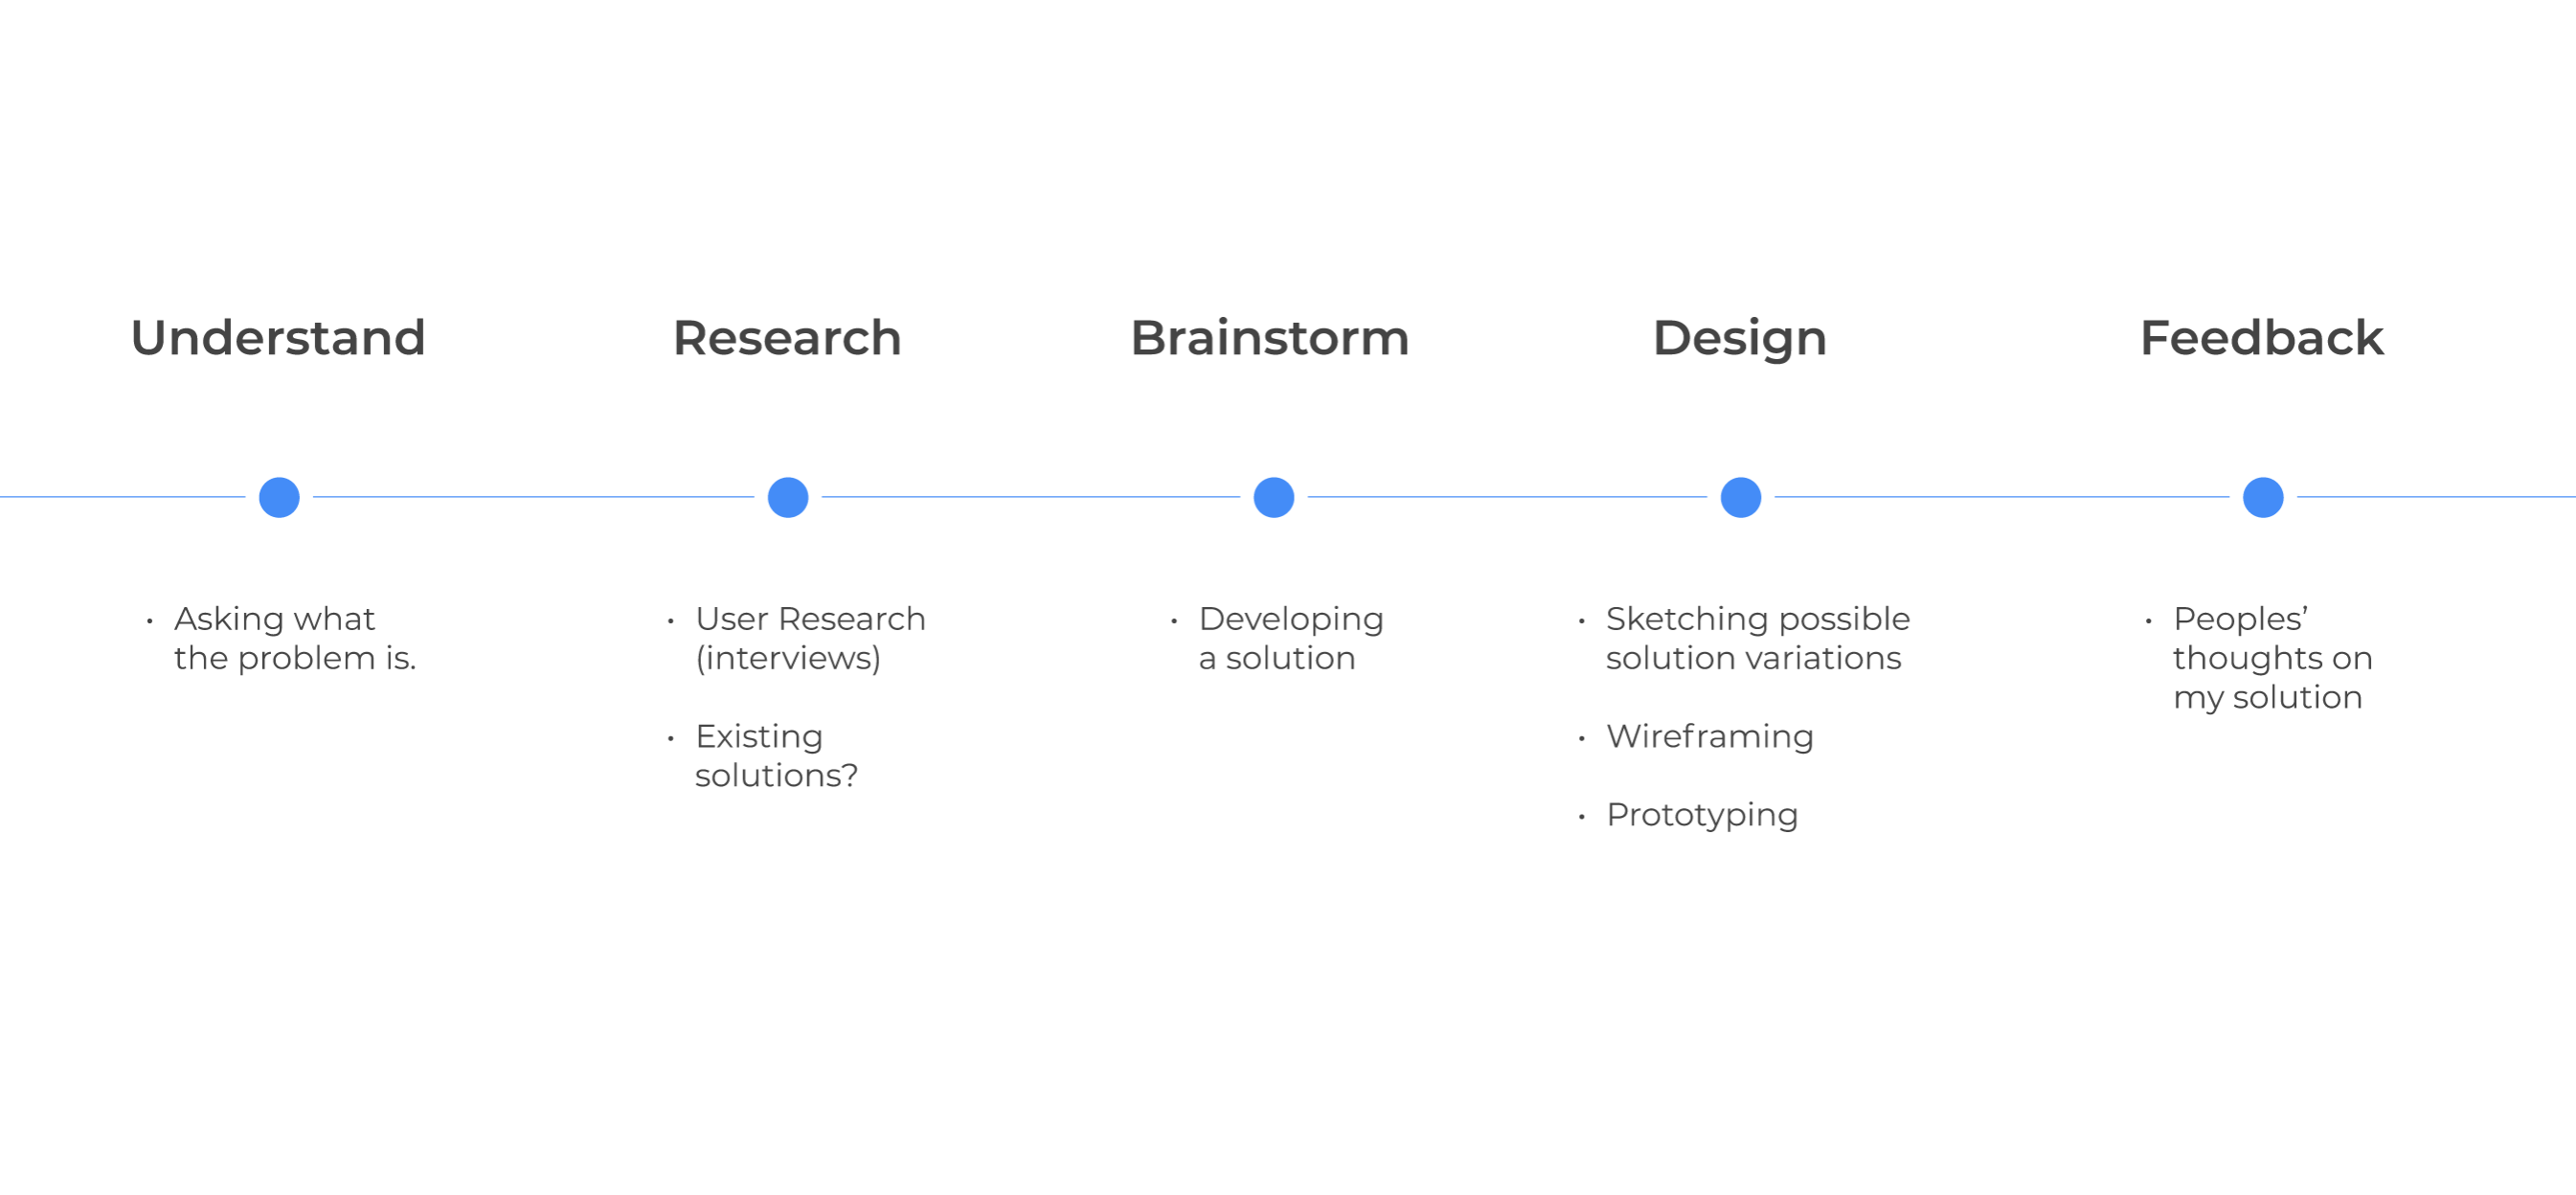 Understand
Research
Brainstorm
Design
Feedback
• Asking what
the problem is.
• User Research
(interviews)
• Existing
solutions?
• Developing
a solution
• Sketching possible
solution variations
• Wireframing
• Prototyping
• Peoples’
thoughts on
my solution